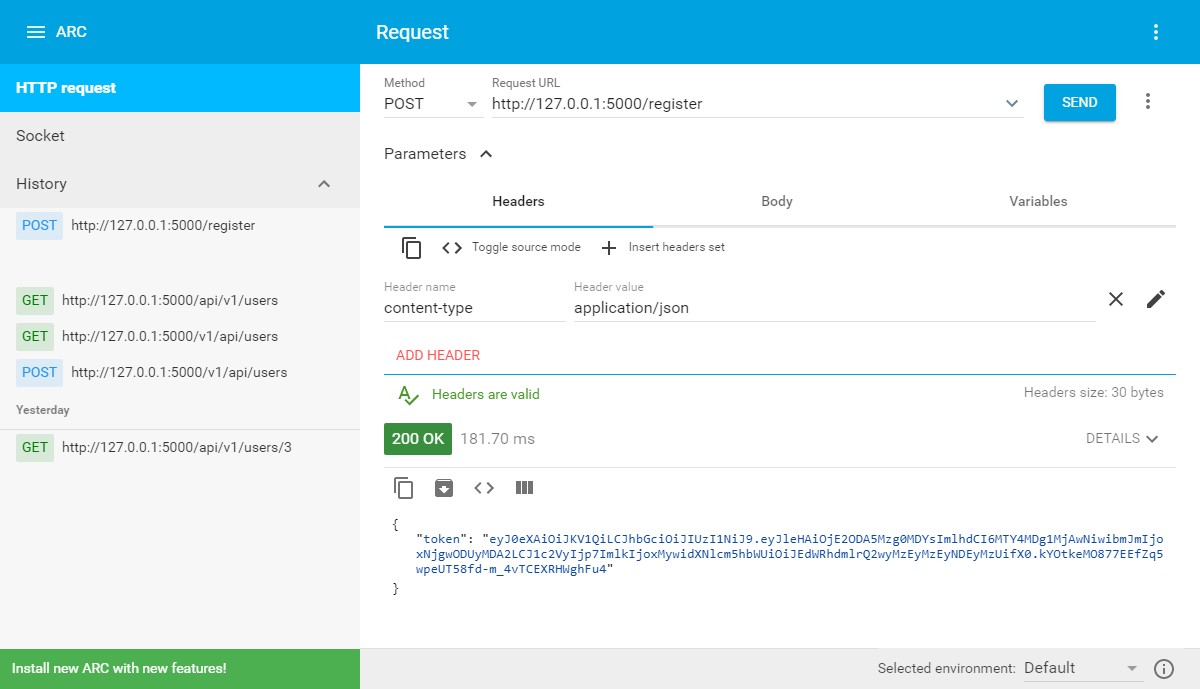 ARC
Request
HTTP request
Socket
History
POST http://127.0.0.1:5000/register
GET http://127.0.0.1:5000/api/v1/users
GET http://127.0.0.1:5000/v1/api/users
POST http://127.0.0.1:5000/v1/api/users
Yesterday
GET http://127.0.0.1:5000/api/v1/users/3
Install new ARC with new features!
Method
POST
Request URL
http://127.0.0.1:5000/register
SEND
Parameters
Headers Body Variables
Toggle source mode Insert headers set
Header name
content-type
Header value
application/json
ADD HEADER
Headers are valid
Headers size: 30 bytes
200 OK 181.70 ms
DETAILS
{
"token": "eyJ0eXAiOiJKV1QiLCJhbGciOiJIUzI1NiJ9.eyJleHAiOjE2ODA5Mzg0MDYsImlhdCI6MTY4MDg1MjAwNiwibmJmIjo
xNjgwODUyMDA2LCJ1c2VyIjp7ImlkIjoxMywidXNlcm5hbWUiOiJEdWRhdmlrQ2wyMzEyMzEyNDEyMzUifX0.kYOtkeMO877EEfZq5
wpeUT58fd-m_4vTCEXRHWghFu4"
}
Selected environment: Default